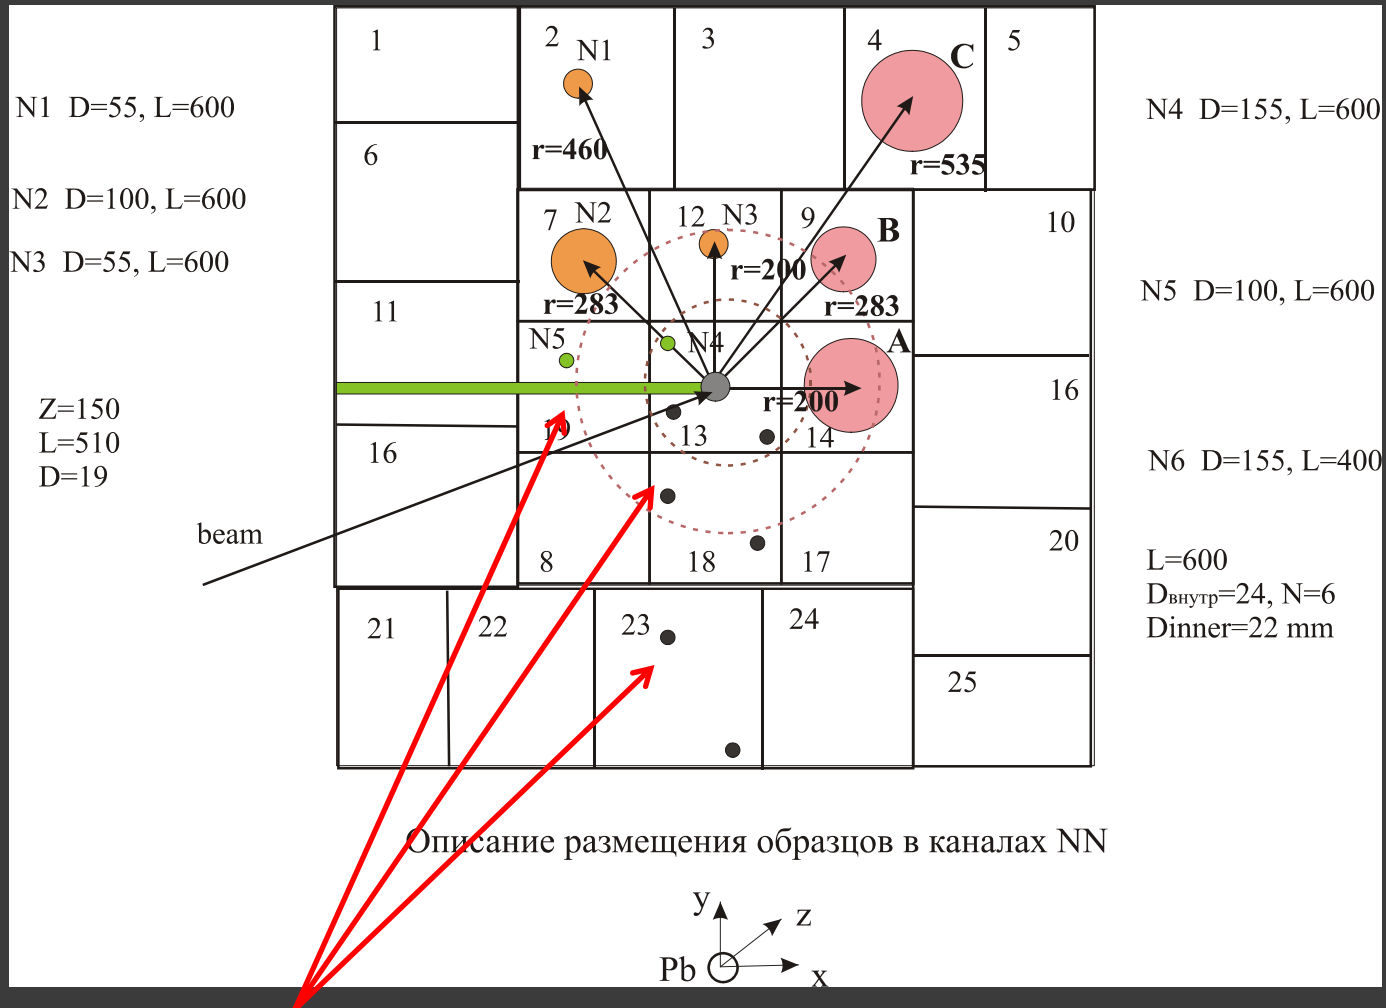 1
2
N1
3
4
C
5
N1 D=55, L=600
N4 D=155, L=600
r=460
r=535
6
N2 D=100, L=600
7
N2
12
N3
9
B
10
N3 D=55, L=600
r=283
r=200
r=283
N5 D=100, L=600
11
N5
N4
A
Z=150
L=510
D=19
r=200
16
19
13
14
16
N6 D=155, L=400
beam
8
18
17
20
L=600
Dвнутр=24, N=6
Dinner=22 mm
21
22
23
24
25
Описание размещения образцов в каналах NN
y
z
Pb
x